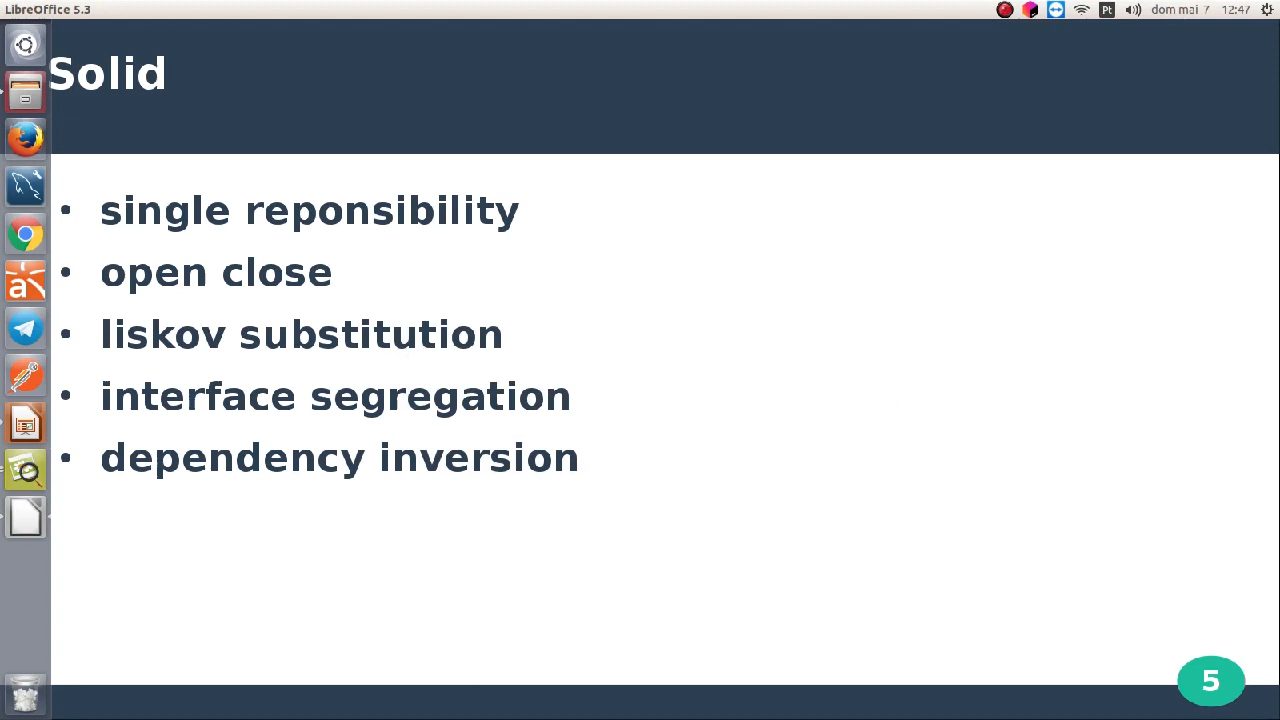 LibreOffice 5.3
Pt
dom mai 7 12:47
Solid
• single reponsibility
• open close
• liskov substitution
• interface segregation
• dependency inversion
5